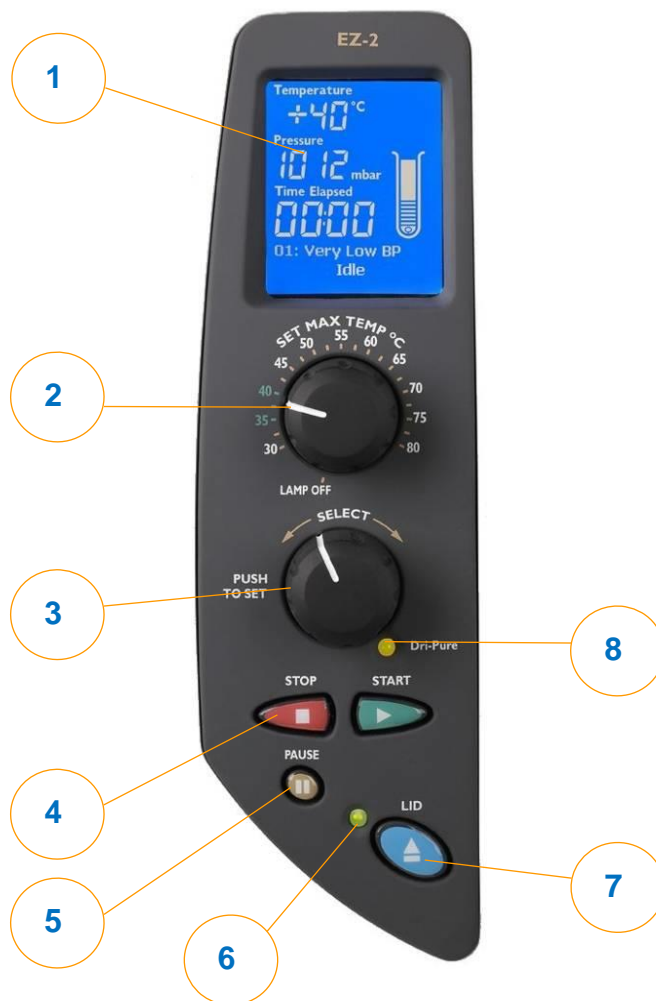 EZ-2
1
Temperature
+40 °C
Pressure
1012 mbar
Time Elapsed
00:00
01: Very Low BP
Idle
SET MAX TEMP °C
30 35 40 45 50 55 60 65 70 75 80
2
LAMP OFF
SELECT
PUSH
TO SET
3
Dri-Pure
8
STOP START
4
PAUSE
5
LID
6
7